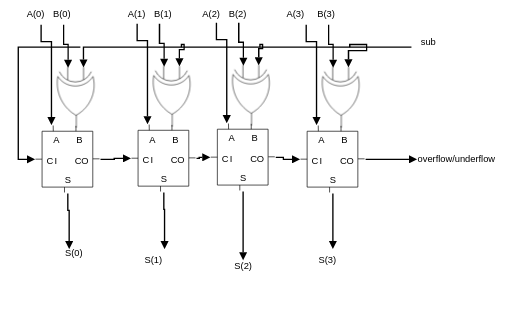 A(0) B(0) A(1) B(1) A(2) B(2) A(3) B(3)
sub
A B A B A B A B
CI CO CI CO CI CO CI CO overflow/underflow
S S S S
S(0) S(1) S(2) S(3)